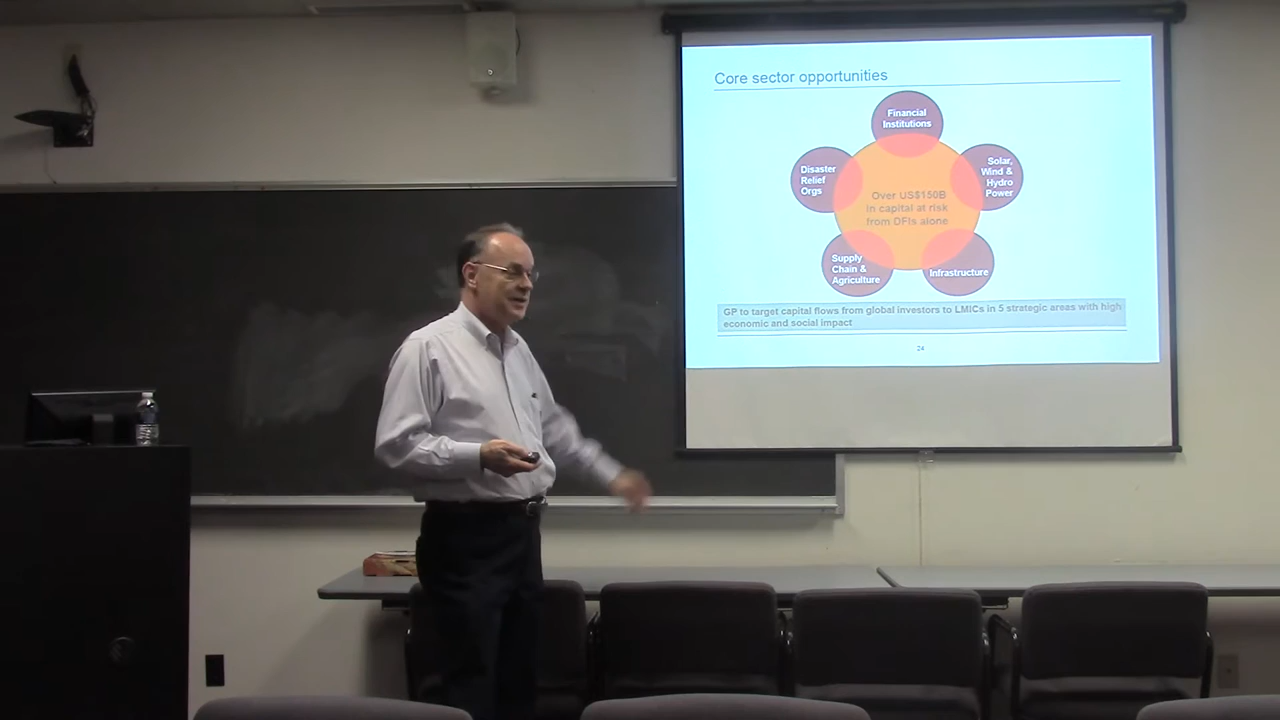 Core sector opportunities
Financial
Institutions
Disaster
Relief
Orgs
Solar,
Wind &
Hydro
Power
Over US$150B
in capital at risk
from DFIs alone
Supply
Chain &
Agriculture
Infrastructure
GP to target capital flows from global investors to LMICs in 5 strategic areas with high
economic and social impact
24